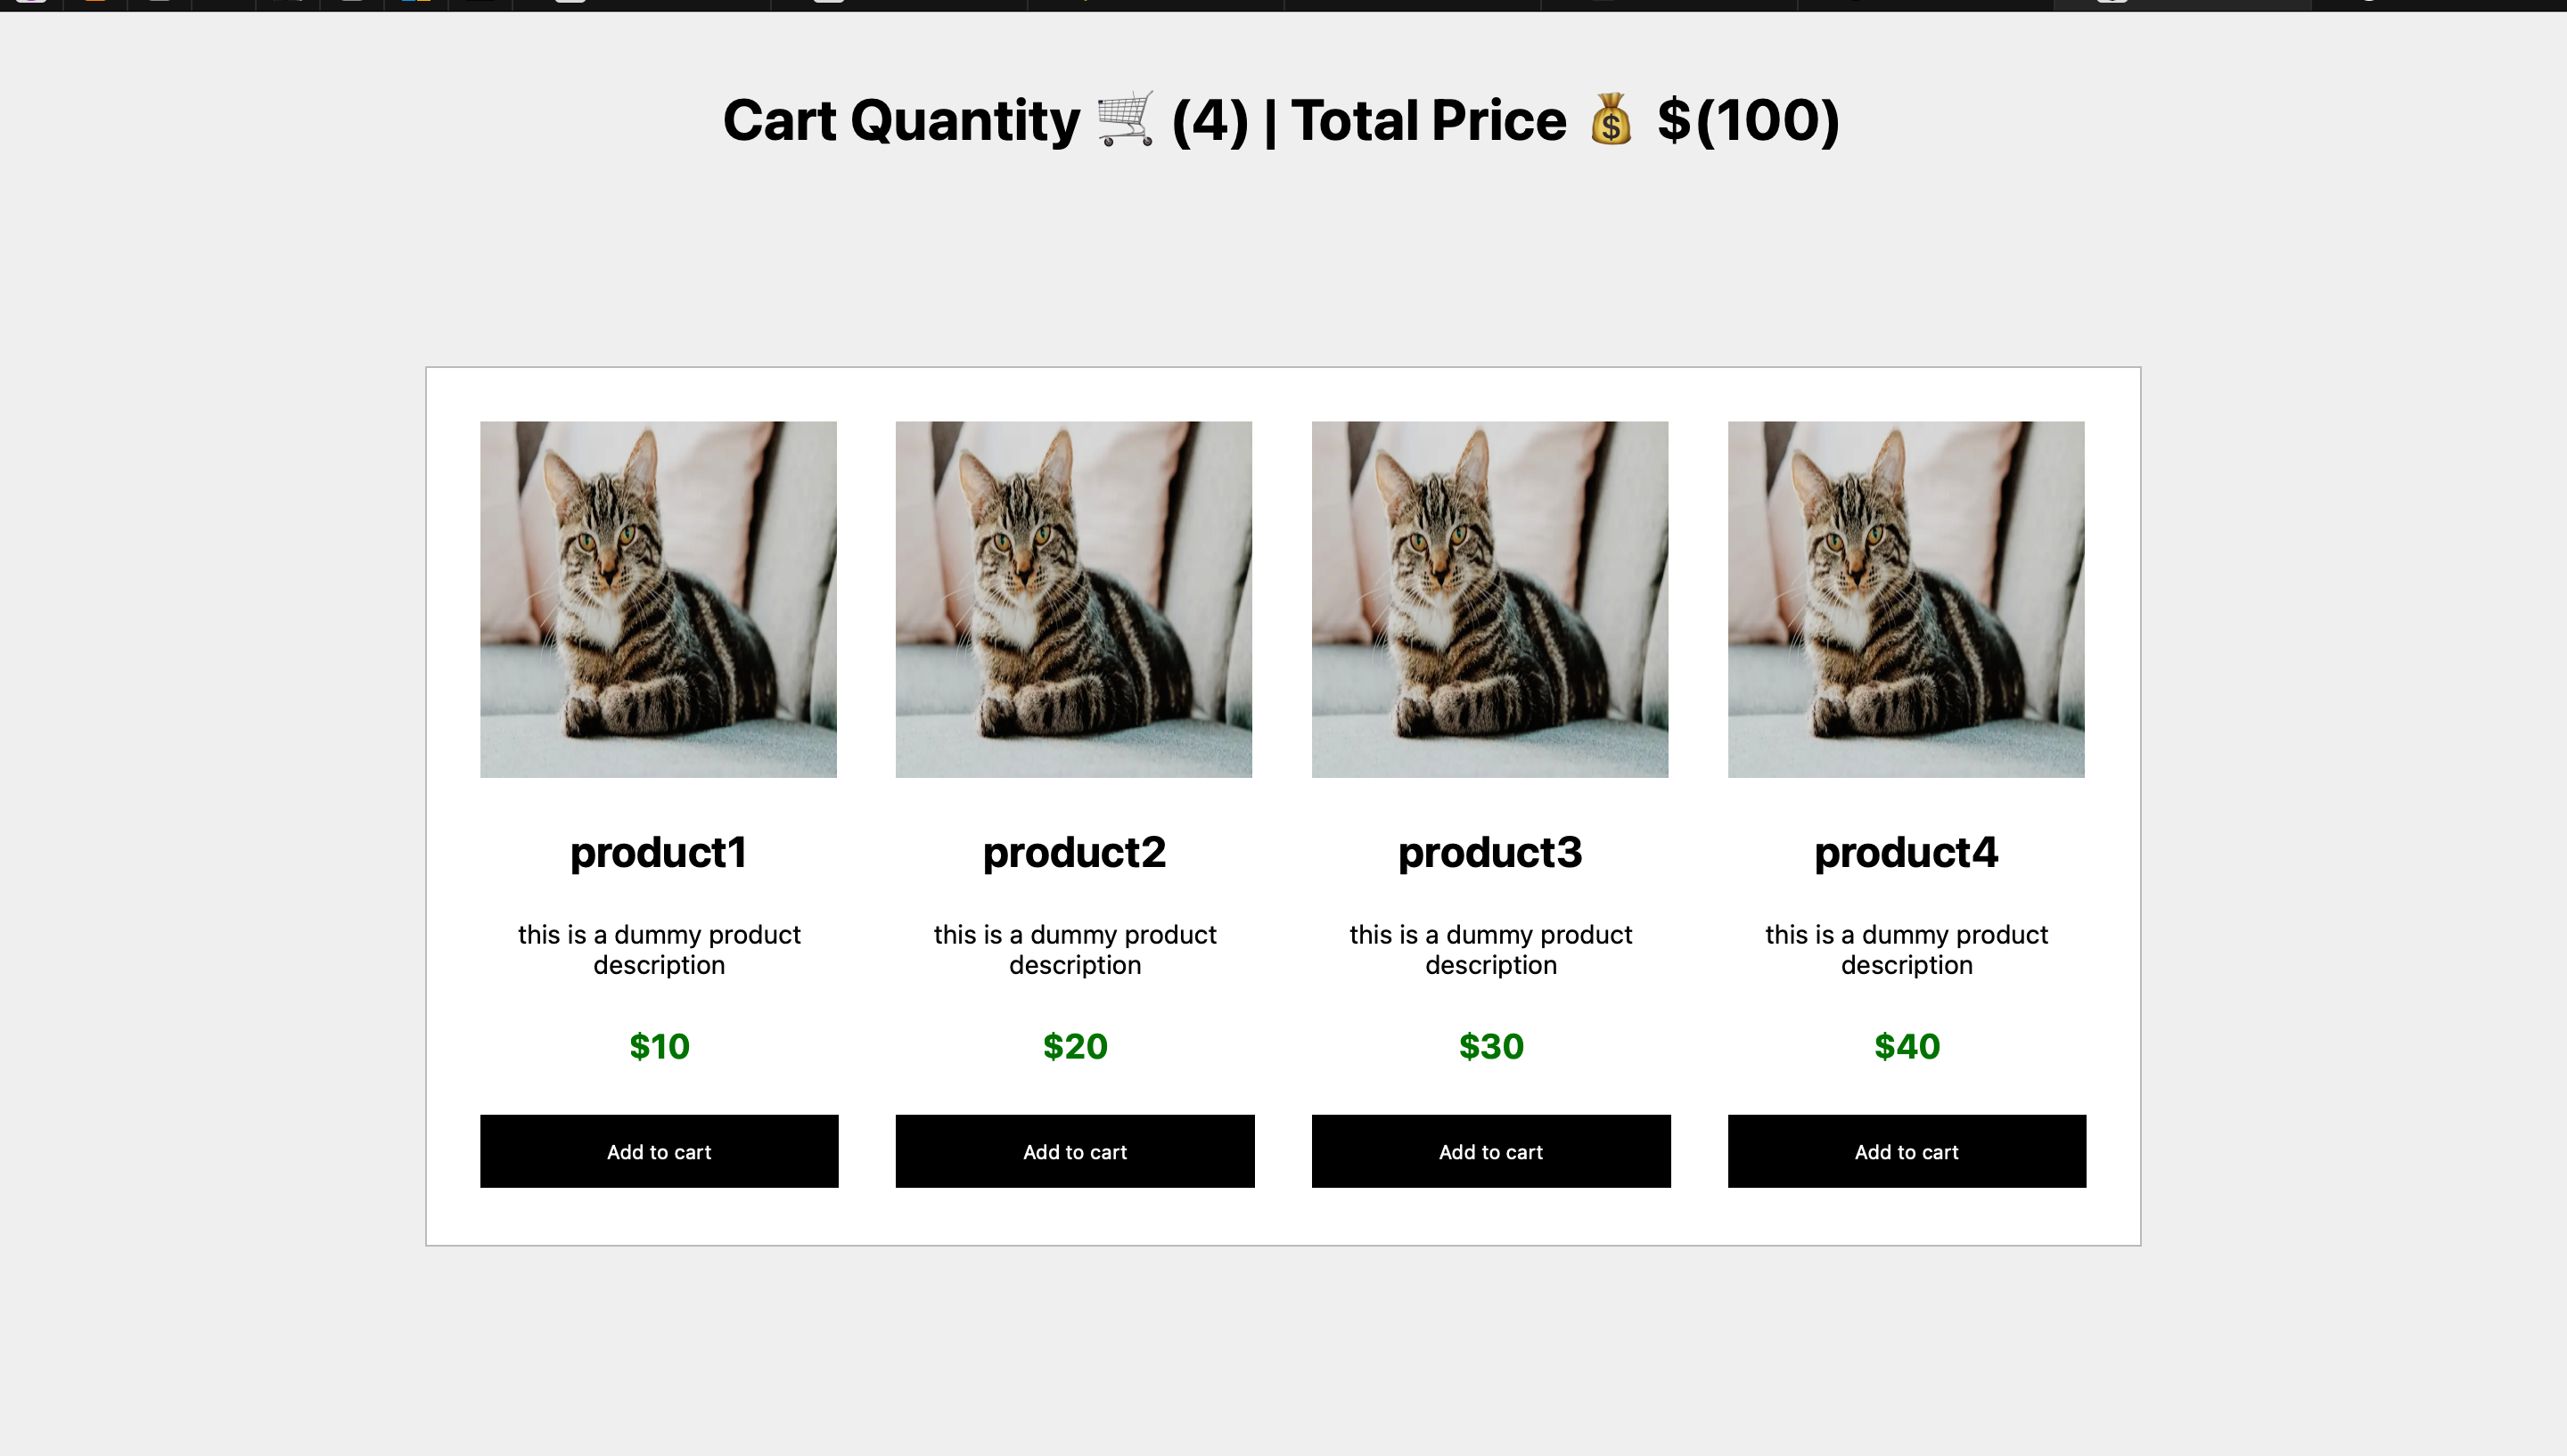 Cart Quantity 🛒 (4) | Total Price 💰 $(100)
product1
this is a dummy product
description
$10
Add to cart
product2
this is a dummy product
description
$20
Add to cart
product3
this is a dummy product
description
$30
Add to cart
product4
this is a dummy product
description
$40
Add to cart